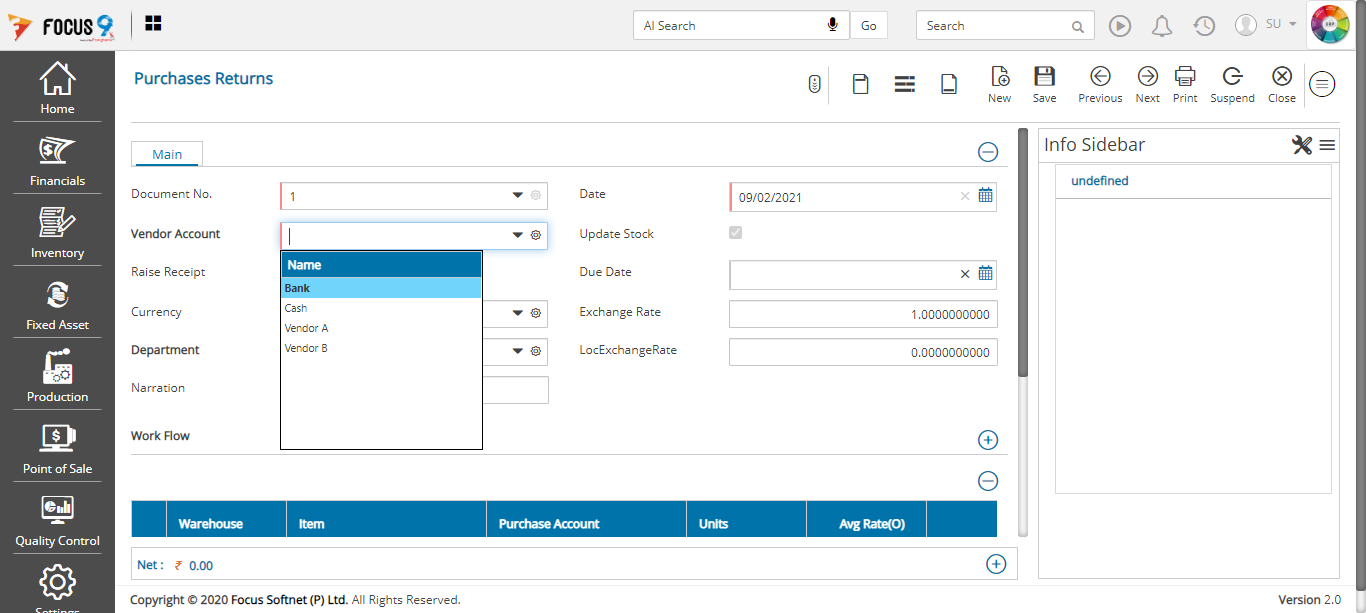 FOCUS 9
AI Search
Go
Search
SU
ERP
Home
Financials
Inventory
Fixed Asset
Production
Point of Sale
Quality Control
Settings
Purchases Returns
New
Save
Previous
Next
Print
Suspend
Close
Main
Document No.
1
Date
09/02/2021
Vendor Account
Update Stock
Name
Bank
Cash
Vendor A
Vendor B
Raise Receipt
Due Date
Currency
Exchange Rate
1.0000000000
Department
LocExchangeRate
0.0000000000
Narration
Work Flow
Warehouse Item Purchase Account Units Avg Rate(O)
Net : ₹ 0.00
Info Sidebar
undefined
Copyright © 2020 Focus Softnet (P) Ltd. All Rights Reserved.
Version 2.0